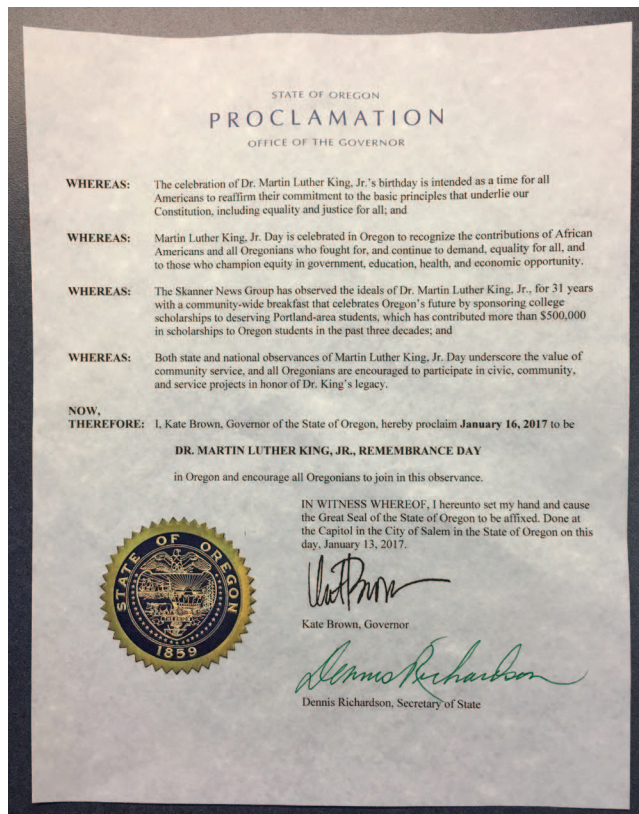 STATE OF OREGON
PROCLAMATION
OFFICE OF THE GOVERNOR
WHEREAS: The celebration of Dr. Martin Luther King, Jr.'s birthday is intended as a time for all
Americans to reaffirm their commitment to the basic principles that underlie our
Constitution, including equality and justice for all; and
WHEREAS: Martin Luther King, Jr. Day is celebrated in Oregon to recognize the contributions of African
Americans and all Oregonians who fought for, and continue to demand, equality for all, and
to those who champion equity in government, education, health, and economic opportunity.
WHEREAS: The Skanner News Group has observed the ideals of Dr. Martin Luther King, Jr., for 31 years
with a community-wide breakfast that celebrates Oregon's future by sponsoring college
scholarships to deserving Portland-area students, which has contributed more than $500,000
in scholarships to Oregon students in the past three decades; and
WHEREAS: Both state and national observances of Martin Luther King, Jr. Day underscore the value of
community service, and all Oregonians are encouraged to participate in civic, community,
and service projects in honor of Dr. King's legacy.
NOW,
THEREFORE: I, Kate Brown, Governor of the State of Oregon, hereby proclaim January 16, 2017 to be
DR. MARTIN LUTHER KING, JR., REMEMBRANCE DAY
in Oregon and encourage all Oregonians to join in this observance.
IN WITNESS WHEREOF, I hereunto set my hand and cause
the Great Seal of the State of Oregon to be affixed. Done at
the Capitol in the City of Salem in the State of Oregon on this
day, January 13, 2017.
Kate Brown
Kate Brown, Governor
Dennis Richardson
Dennis Richardson, Secretary of State
STATE OF OREGON
1859